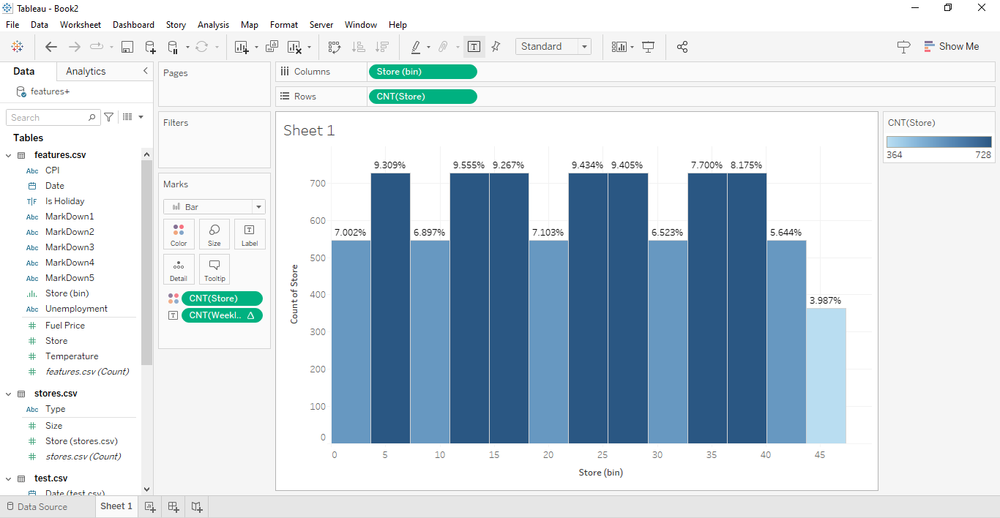 Tableau - Book2
File Data Worksheet Dashboard Story Analysis Map Format Server Window Help
Standard
Show Me
Data Analytics
features+
Search
Tables
features.csv
Abc CPI
Date
T|F Is Holiday
Abc MarkDown1
Abc MarkDown2
Abc MarkDown3
Abc MarkDown4
Abc MarkDown5
Store (bin)
Abc Unemployment
# Fuel Price
# Store
# Temperature
# features.csv (Count)
stores.csv
Abc Type
# Size
# Store (stores.csv)
# stores.csv (Count)
test.csv
Date (test.csv)
Pages
Filters
Marks
Bar
Color Size T Label
Detail Tooltip
CNT(Store)
T CNT(Weekl.. △
Columns Store (bin)
Rows CNT(Store)
Sheet 1
9.309% 9.555% 9.267% 9.434% 9.405% 7.700% 8.175%
7.002% 6.897% 7.103% 6.523% 5.644%
3.987%
700
600
500
400
300
200
100
0
Count of Store
0 5 10 15 20 25 30 35 40 45
Store (bin)
CNT(Store)
364 728
Data Source Sheet 1